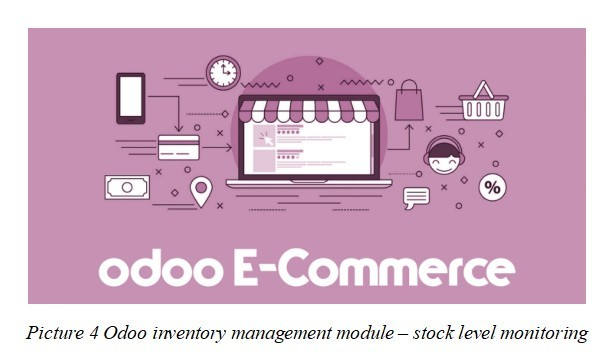 %
odoo E-Commerce
Picture 4 Odoo inventory management module – stock level monitoring